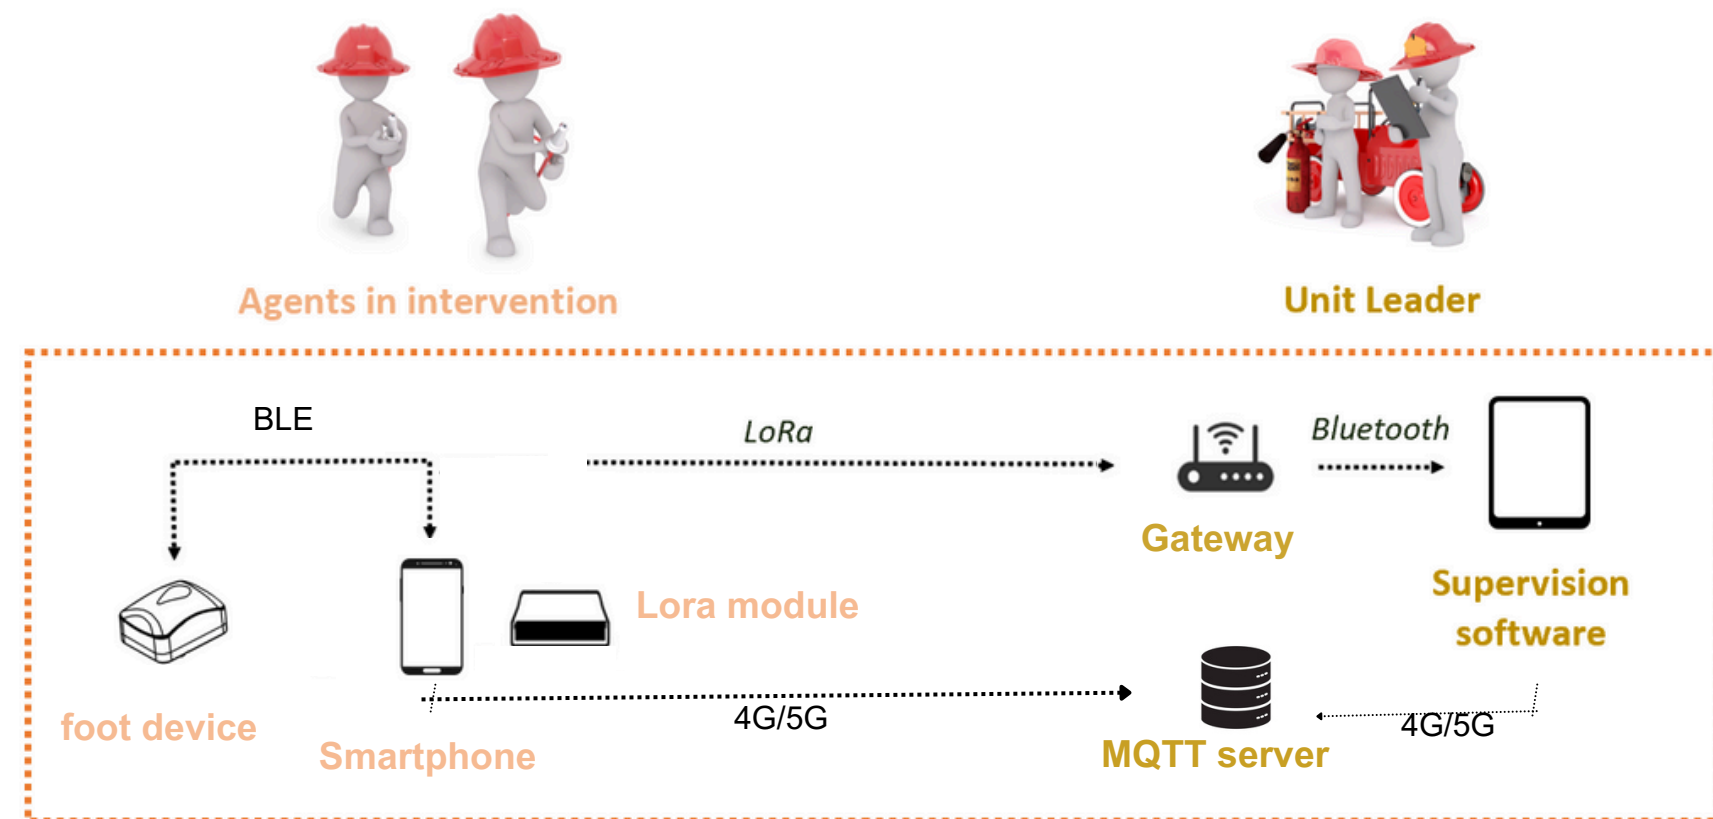 Agents in intervention
Unit Leader
BLE
LoRa
Bluetooth
Gateway
Supervision
software
Lora module
foot device
Smartphone
4G/5G
MQTT server
4G/5G